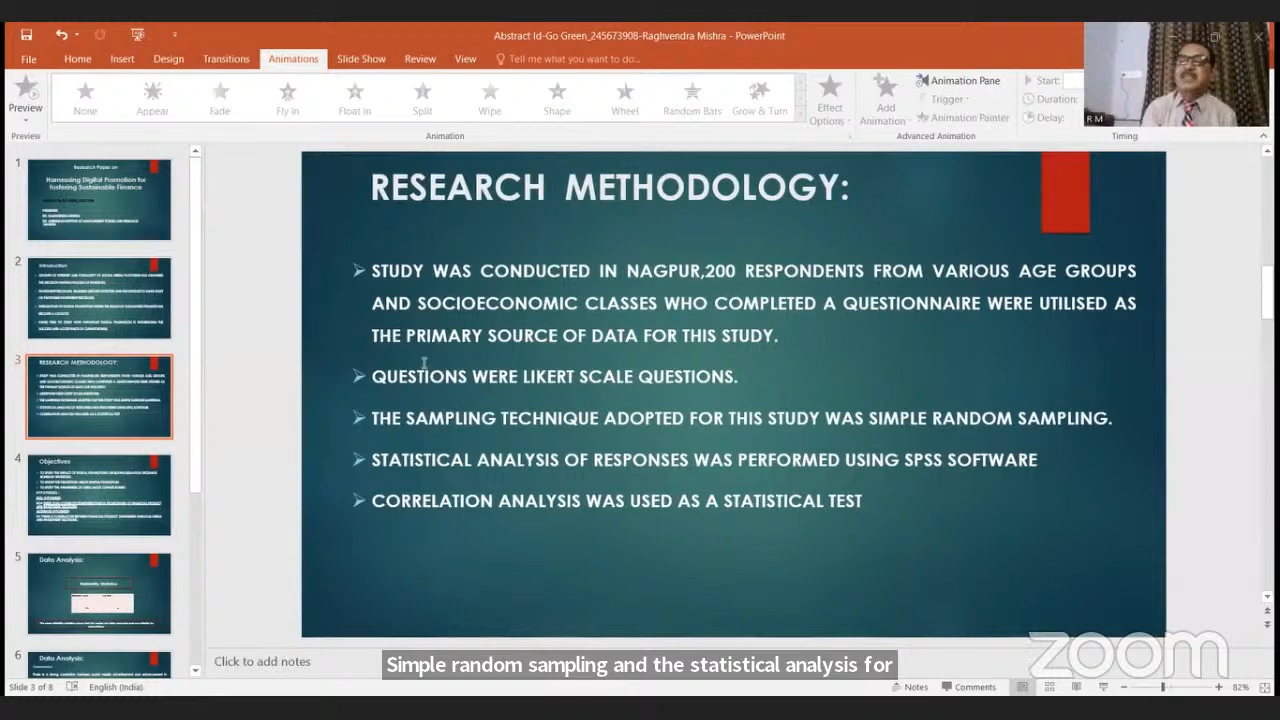 Abstract Id-Go Green_245673908-Raghvendra Mishra - PowerPoint
File Home Insert Design Transitions Animations Slide Show Review View Tell me what you want to do...
Preview
None Appear Fade Fly In Float In Split Wipe Shape Wheel Random Bars Grow & Turn
Effect Options
Add Animation
Animation Pane
Trigger
Animation Painter
Start:
Duration:
Delay:
R M
Preview Animation Advanced Animation Timing
1
Research Paper on
Harnessing Digital Promotion for
fostering Sustainable Finance
2
Introduction
3
RESEARCH METHODOLOGY:
4
Objectives
5
Data Analysis:
Reliability Statistics
6
Data Analysis:
RESEARCH METHODOLOGY:
STUDY WAS CONDUCTED IN NAGPUR,200 RESPONDENTS FROM VARIOUS AGE GROUPS
AND SOCIOECONOMIC CLASSES WHO COMPLETED A QUESTIONNAIRE WERE UTILISED AS
THE PRIMARY SOURCE OF DATA FOR THIS STUDY.
QUESTIONS WERE LIKERT SCALE QUESTIONS.
THE SAMPLING TECHNIQUE ADOPTED FOR THIS STUDY WAS SIMPLE RANDOM SAMPLING.
STATISTICAL ANALYSIS OF RESPONSES WAS PERFORMED USING SPSS SOFTWARE
CORRELATION ANALYSIS WAS USED AS A STATISTICAL TEST
Click to add notes
Simple random sampling and the statistical analysis for
zoom
Slide 3 of 8 English (India) Notes Comments 82%